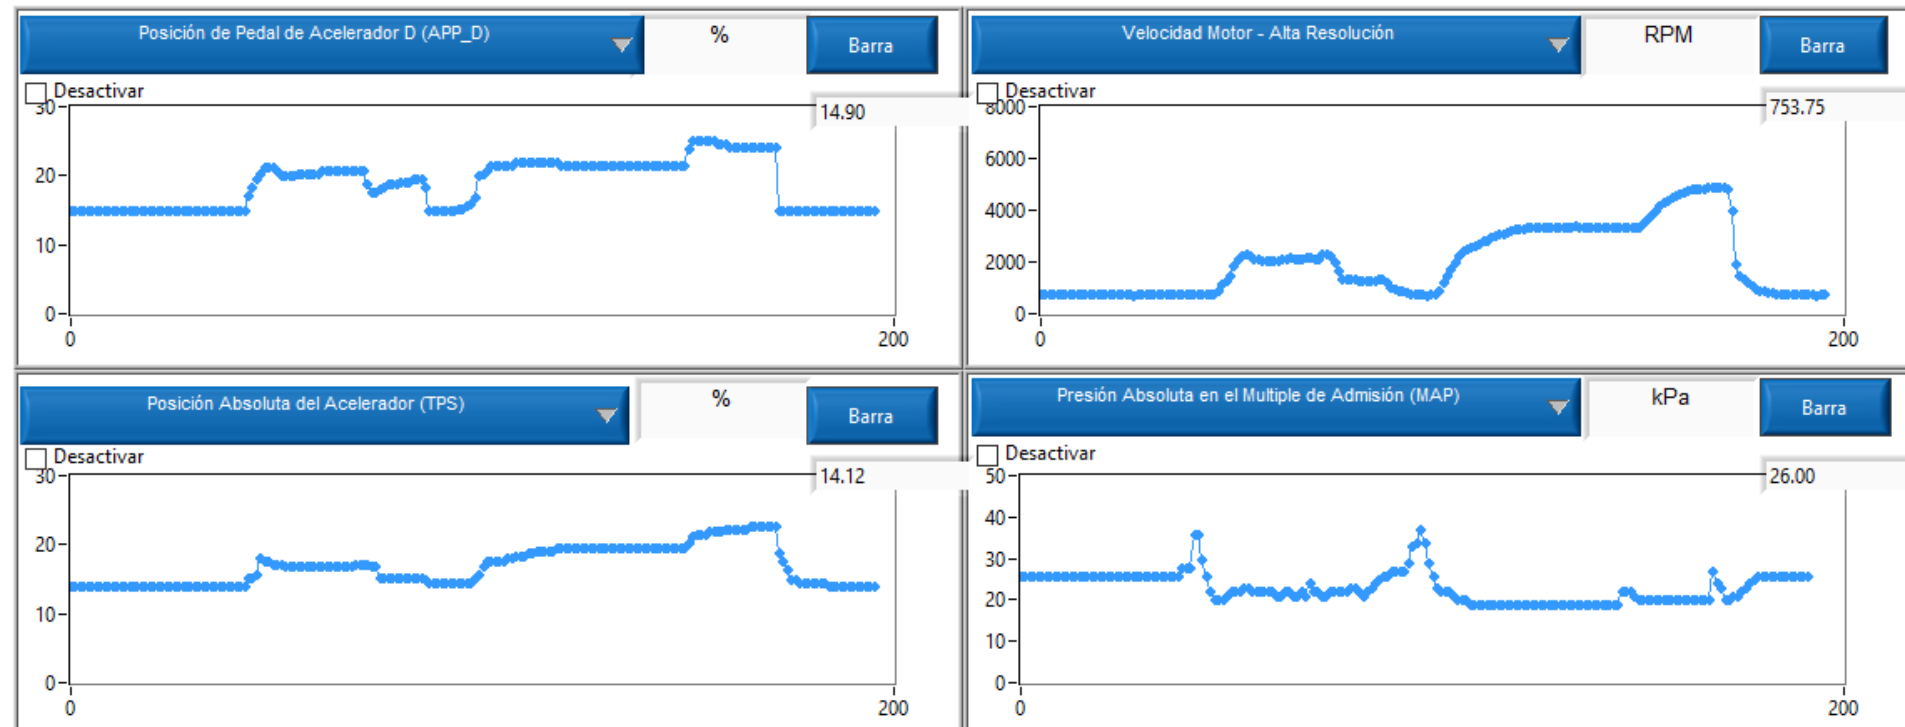 Posición de Pedal de Acelerador D (APP_D)
%
Barra
Desactivar
14.90
30
20
10
0
0
200
Velocidad Motor - Alta Resolución
RPM
Barra
Desactivar
753.75
8000
6000
4000
2000
0
0
200
Posición Absoluta del Acelerador (TPS)
%
Barra
Desactivar
14.12
30
20
10
0
0
200
Presión Absoluta en el Multiple de Admisión (MAP)
kPa
Barra
Desactivar
26.00
50
40
30
20
10
0
0
200